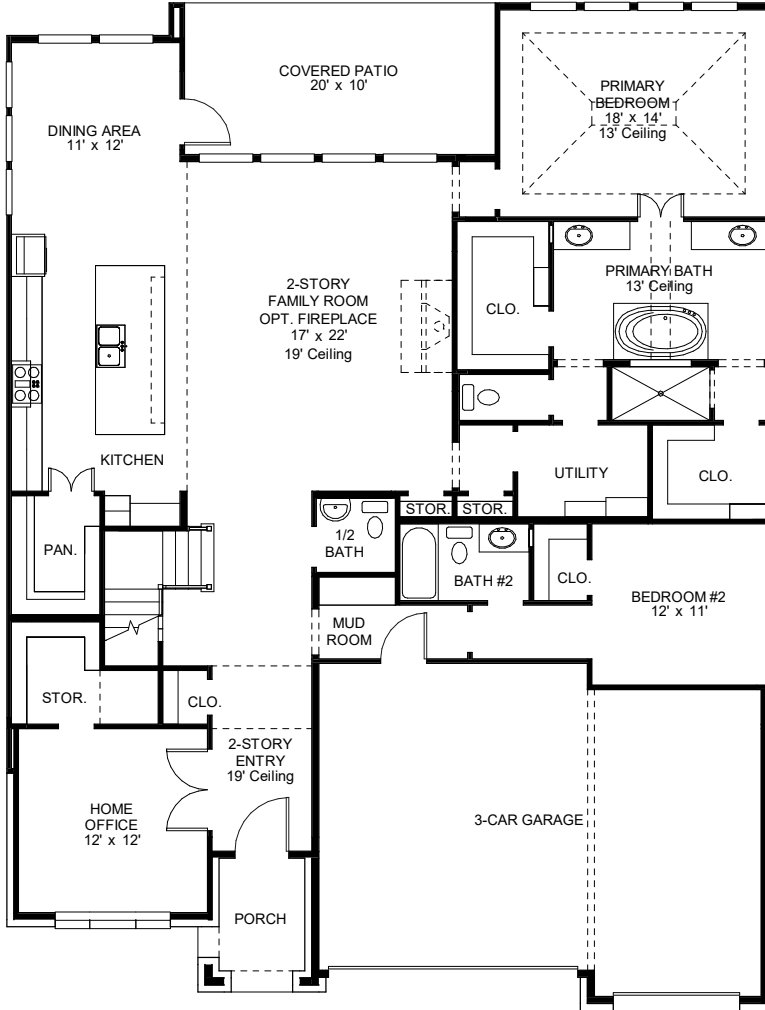 COVERED PATIO
20' x 10'
PRIMARY
BEDROOM
18' x 14'
13' Ceiling
DINING AREA
11' x 12'
2-STORY
FAMILY ROOM
OPT. FIREPLACE
17' x 22'
19' Ceiling
CLO.
PRIMARY BATH
13' Ceiling
KITCHEN
UTILITY
CLO.
STOR.
STOR.
PAN.
1/2
BATH
BATH #2
CLO.
BEDROOM #2
12' x 11'
MUD
ROOM
STOR.
CLO.
2-STORY
ENTRY
19' Ceiling
HOME
OFFICE
12' x 12'
3-CAR GARAGE
PORCH